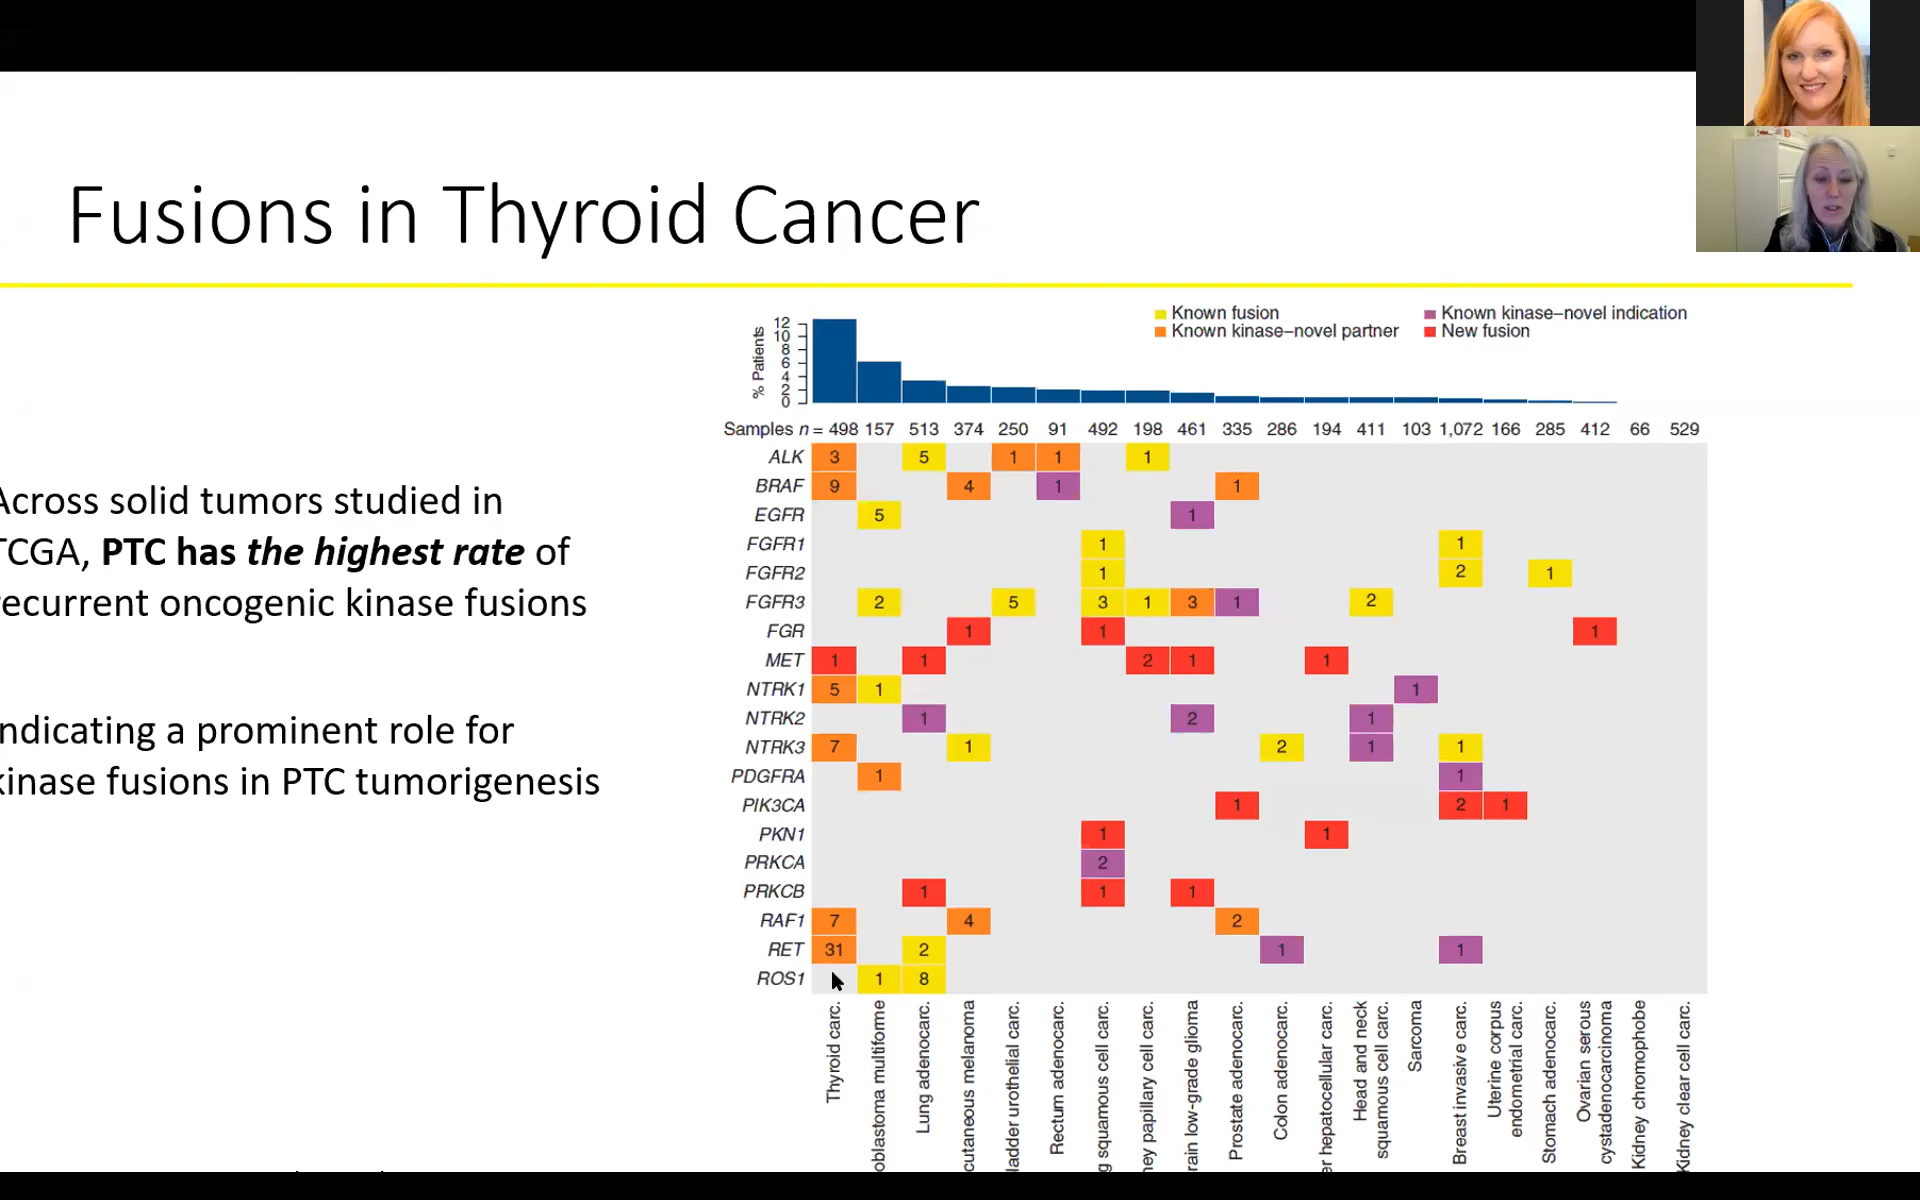 Fusions in Thyroid Cancer
Across solid tumors studied in
TCGA, PTC has the highest rate of
recurrent oncogenic kinase fusions
Indicating a prominent role for
kinase fusions in PTC tumorigenesis
Known fusion
Known kinase–novel indication
Known kinase–novel partner
New fusion
% Patients
12
10
8
6
4
2
0
Samples n = 498 157 513 374 250 91 492 198 461 335 286 194 411 103 1,072 166 285 412 66 529
ALK 3 5 1 1 1
BRAF 9 4 1 1
EGFR 5 1
FGFR1 1 1
FGFR2 1 2 1
FGFR3 2 5 3 1 3 1 2
FGR 1 1 1
MET 1 1 2 1 1
NTRK1 5 1 1
NTRK2 1 2 1
NTRK3 7 1 2 1 1
PDGFRA 1 1
PIK3CA 1 2 1
PKN1 1 1
PRKCA 2
PRKCB 1 1 1
RAF1 7 4 2
RET 31 2 1 1
ROS1 1 8
Thyroid carc.
oblastoma multiforme
Lung adenocarc.
cutaneous melanoma
ladder urothelial carc.
Rectum adenocarc.
g squamous cell carc.
ney papillary cell carc.
rain low-grade glioma
Prostate adenocarc.
Colon adenocarc.
er hepatocellular carc.
Head and neck
squamous cell carc.
Sarcoma
Breast invasive carc.
Uterine corpus
endometrial carc.
Stomach adenocarc.
Ovarian serous
cystadenocarcinoma
Kidney chromophobe
Kidney clear cell carc.